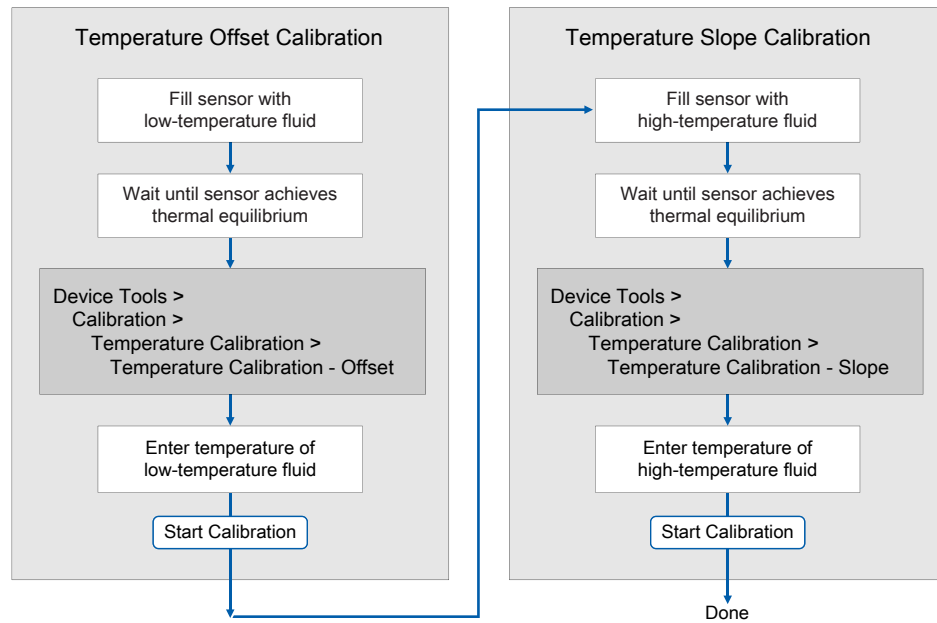 Temperature Offset Calibration
Fill sensor with
low-temperature fluid
Wait until sensor achieves
thermal equilibrium
Device Tools >
Calibration >
Temperature Calibration >
Temperature Calibration - Offset
Enter temperature of
low-temperature fluid
Start Calibration
Temperature Slope Calibration
Fill sensor with
high-temperature fluid
Wait until sensor achieves
thermal equilibrium
Device Tools >
Calibration >
Temperature Calibration >
Temperature Calibration - Slope
Enter temperature of
high-temperature fluid
Start Calibration
Done